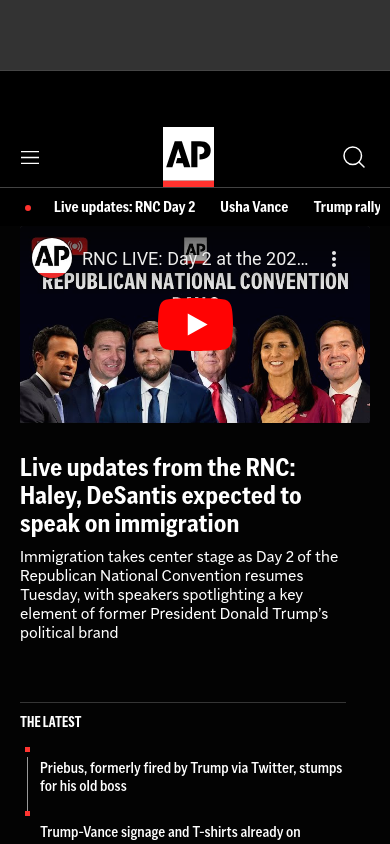 AP
Live updates: RNC Day 2 Usha Vance Trump rally
AP
AP
RNC LIVE: Day 2 at the 202…
REPUBLICAN NATIONAL CONVENTION
Live updates from the RNC:
Haley, DeSantis expected to
speak on immigration
Immigration takes center stage as Day 2 of the
Republican National Convention resumes
Tuesday, with speakers spotlighting a key
element of former President Donald Trump’s
political brand
THE LATEST
Priebus, formerly fired by Trump via Twitter, stumps
for his old boss
Trump-Vance signage and T-shirts already on